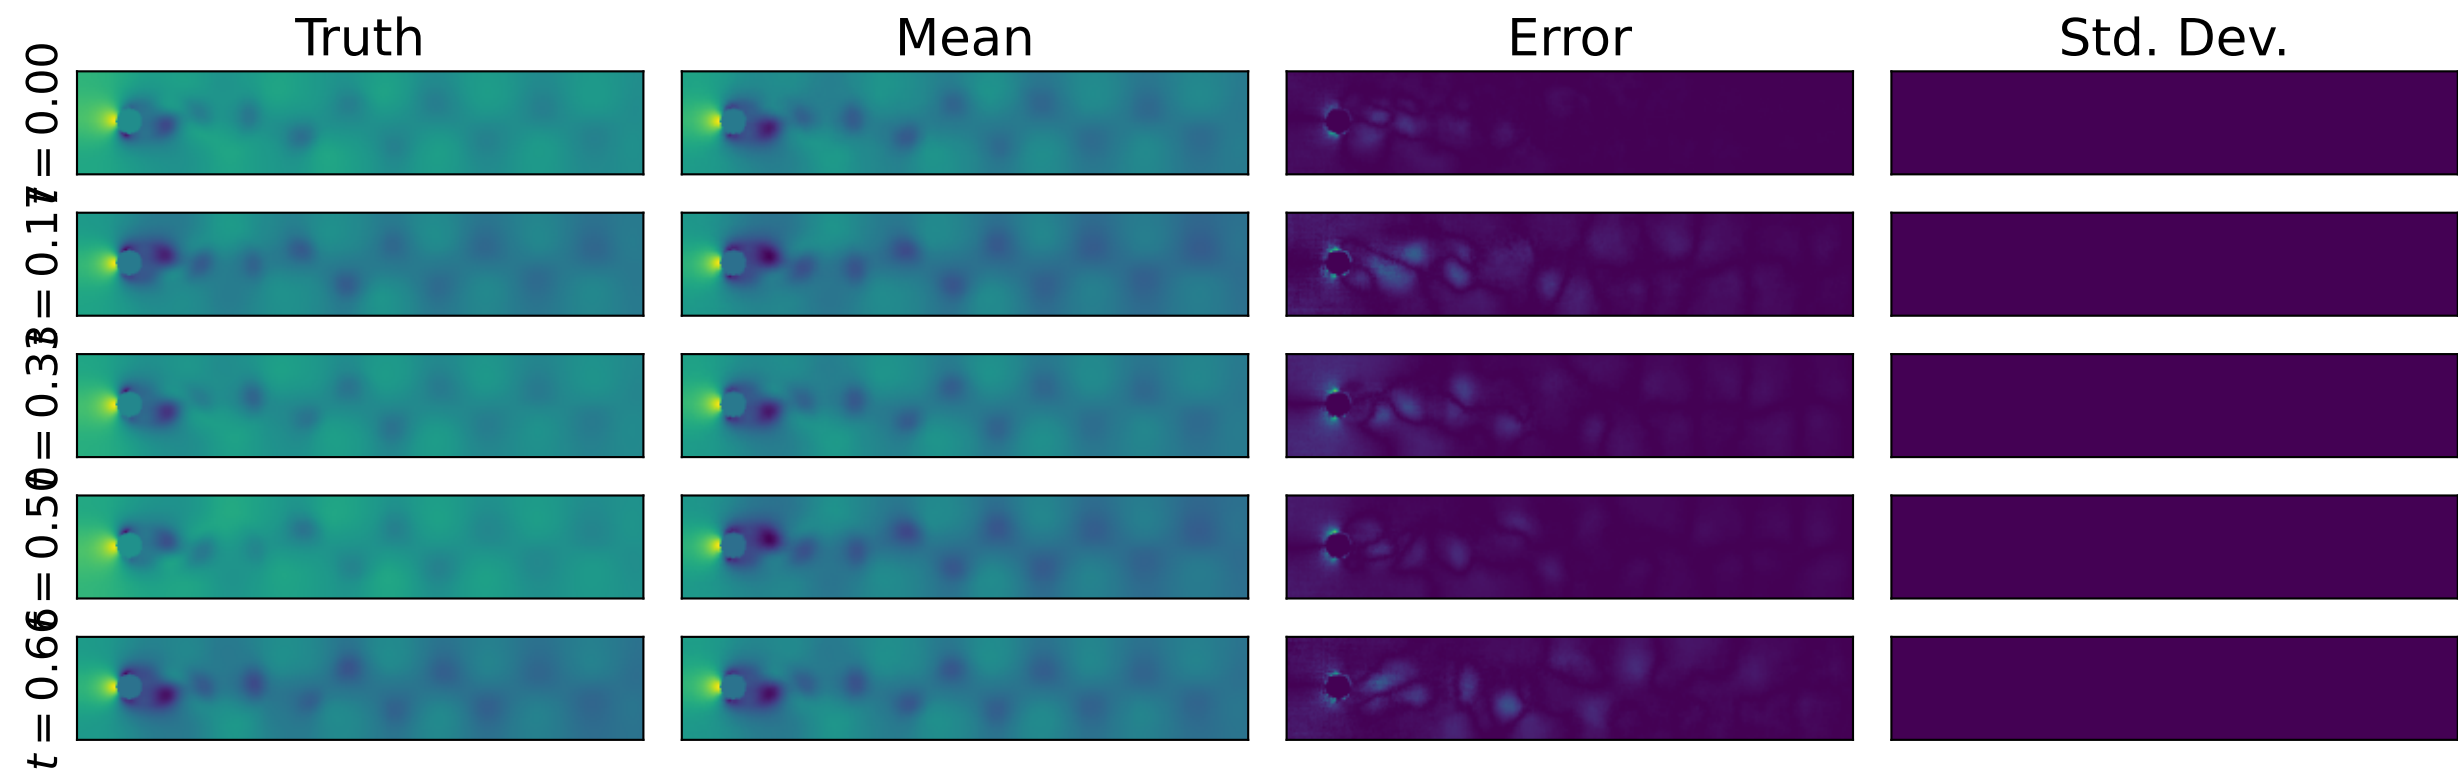 Truth Mean Error Std. Dev.
t = 0.00
t = 0.17
t = 0.33
t = 0.50
t = 0.66